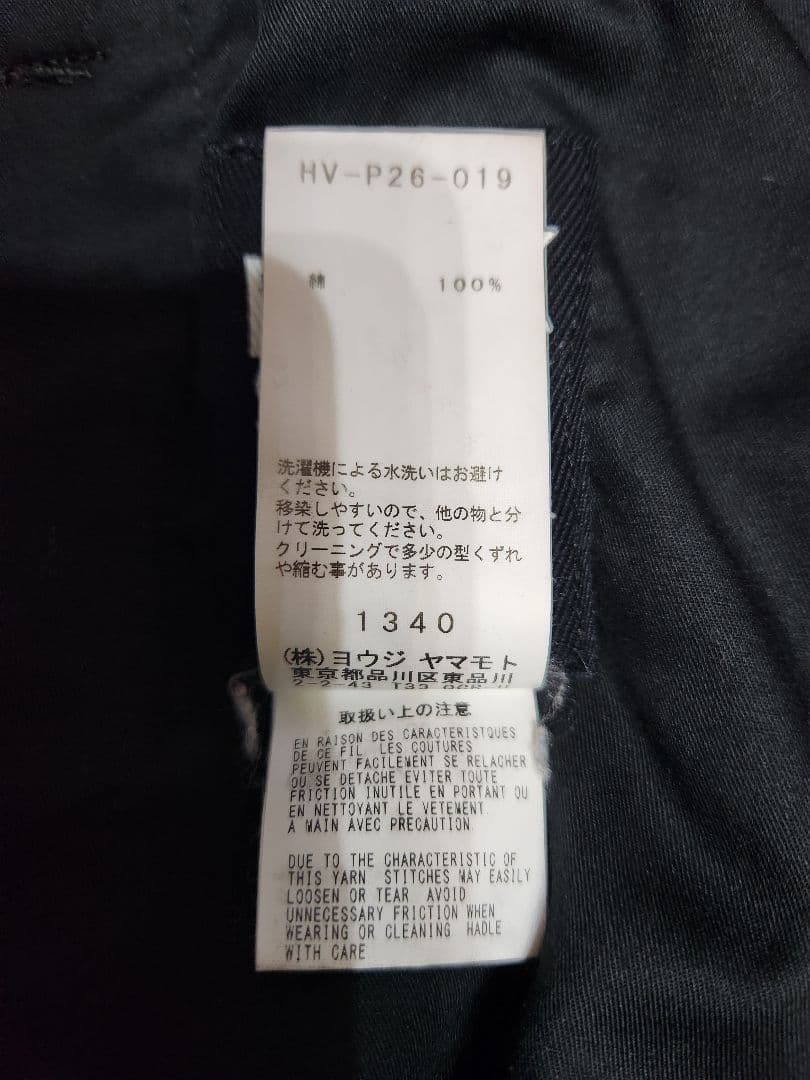 HV-P26-019
綿 100%
洗濯機による水洗いはお避け
ください。
移染しやすいので、他の物と分
けて洗ってください。
クリーニングで多少の型くずれ
や縮む事があります。
1340
(株)ヨウジ ヤマモト
東京都品川区東品川
2-2-43 T33
取扱い上の注意
EN RAISON DES CARACTERISTQUES
DE CE FIL LES COUTURES
PEUVENT FACILEMENT SE RELACHER
OU SE DETACHE EVITER TOUTE
FRICTION INUTILE EN PORTANT OU
EN NETTOYANT LE VETEMENT
A MAIN AVEC PRECAUTION
DUE TO THE CHARACTERISTIC OF
THIS YARN STITCHES MAY EASILY
LOOSEN OR TEAR AVOID
UNNECESSARY FRICTION WHEN
WEARING OR CLEANING HADLE
WITH CARE